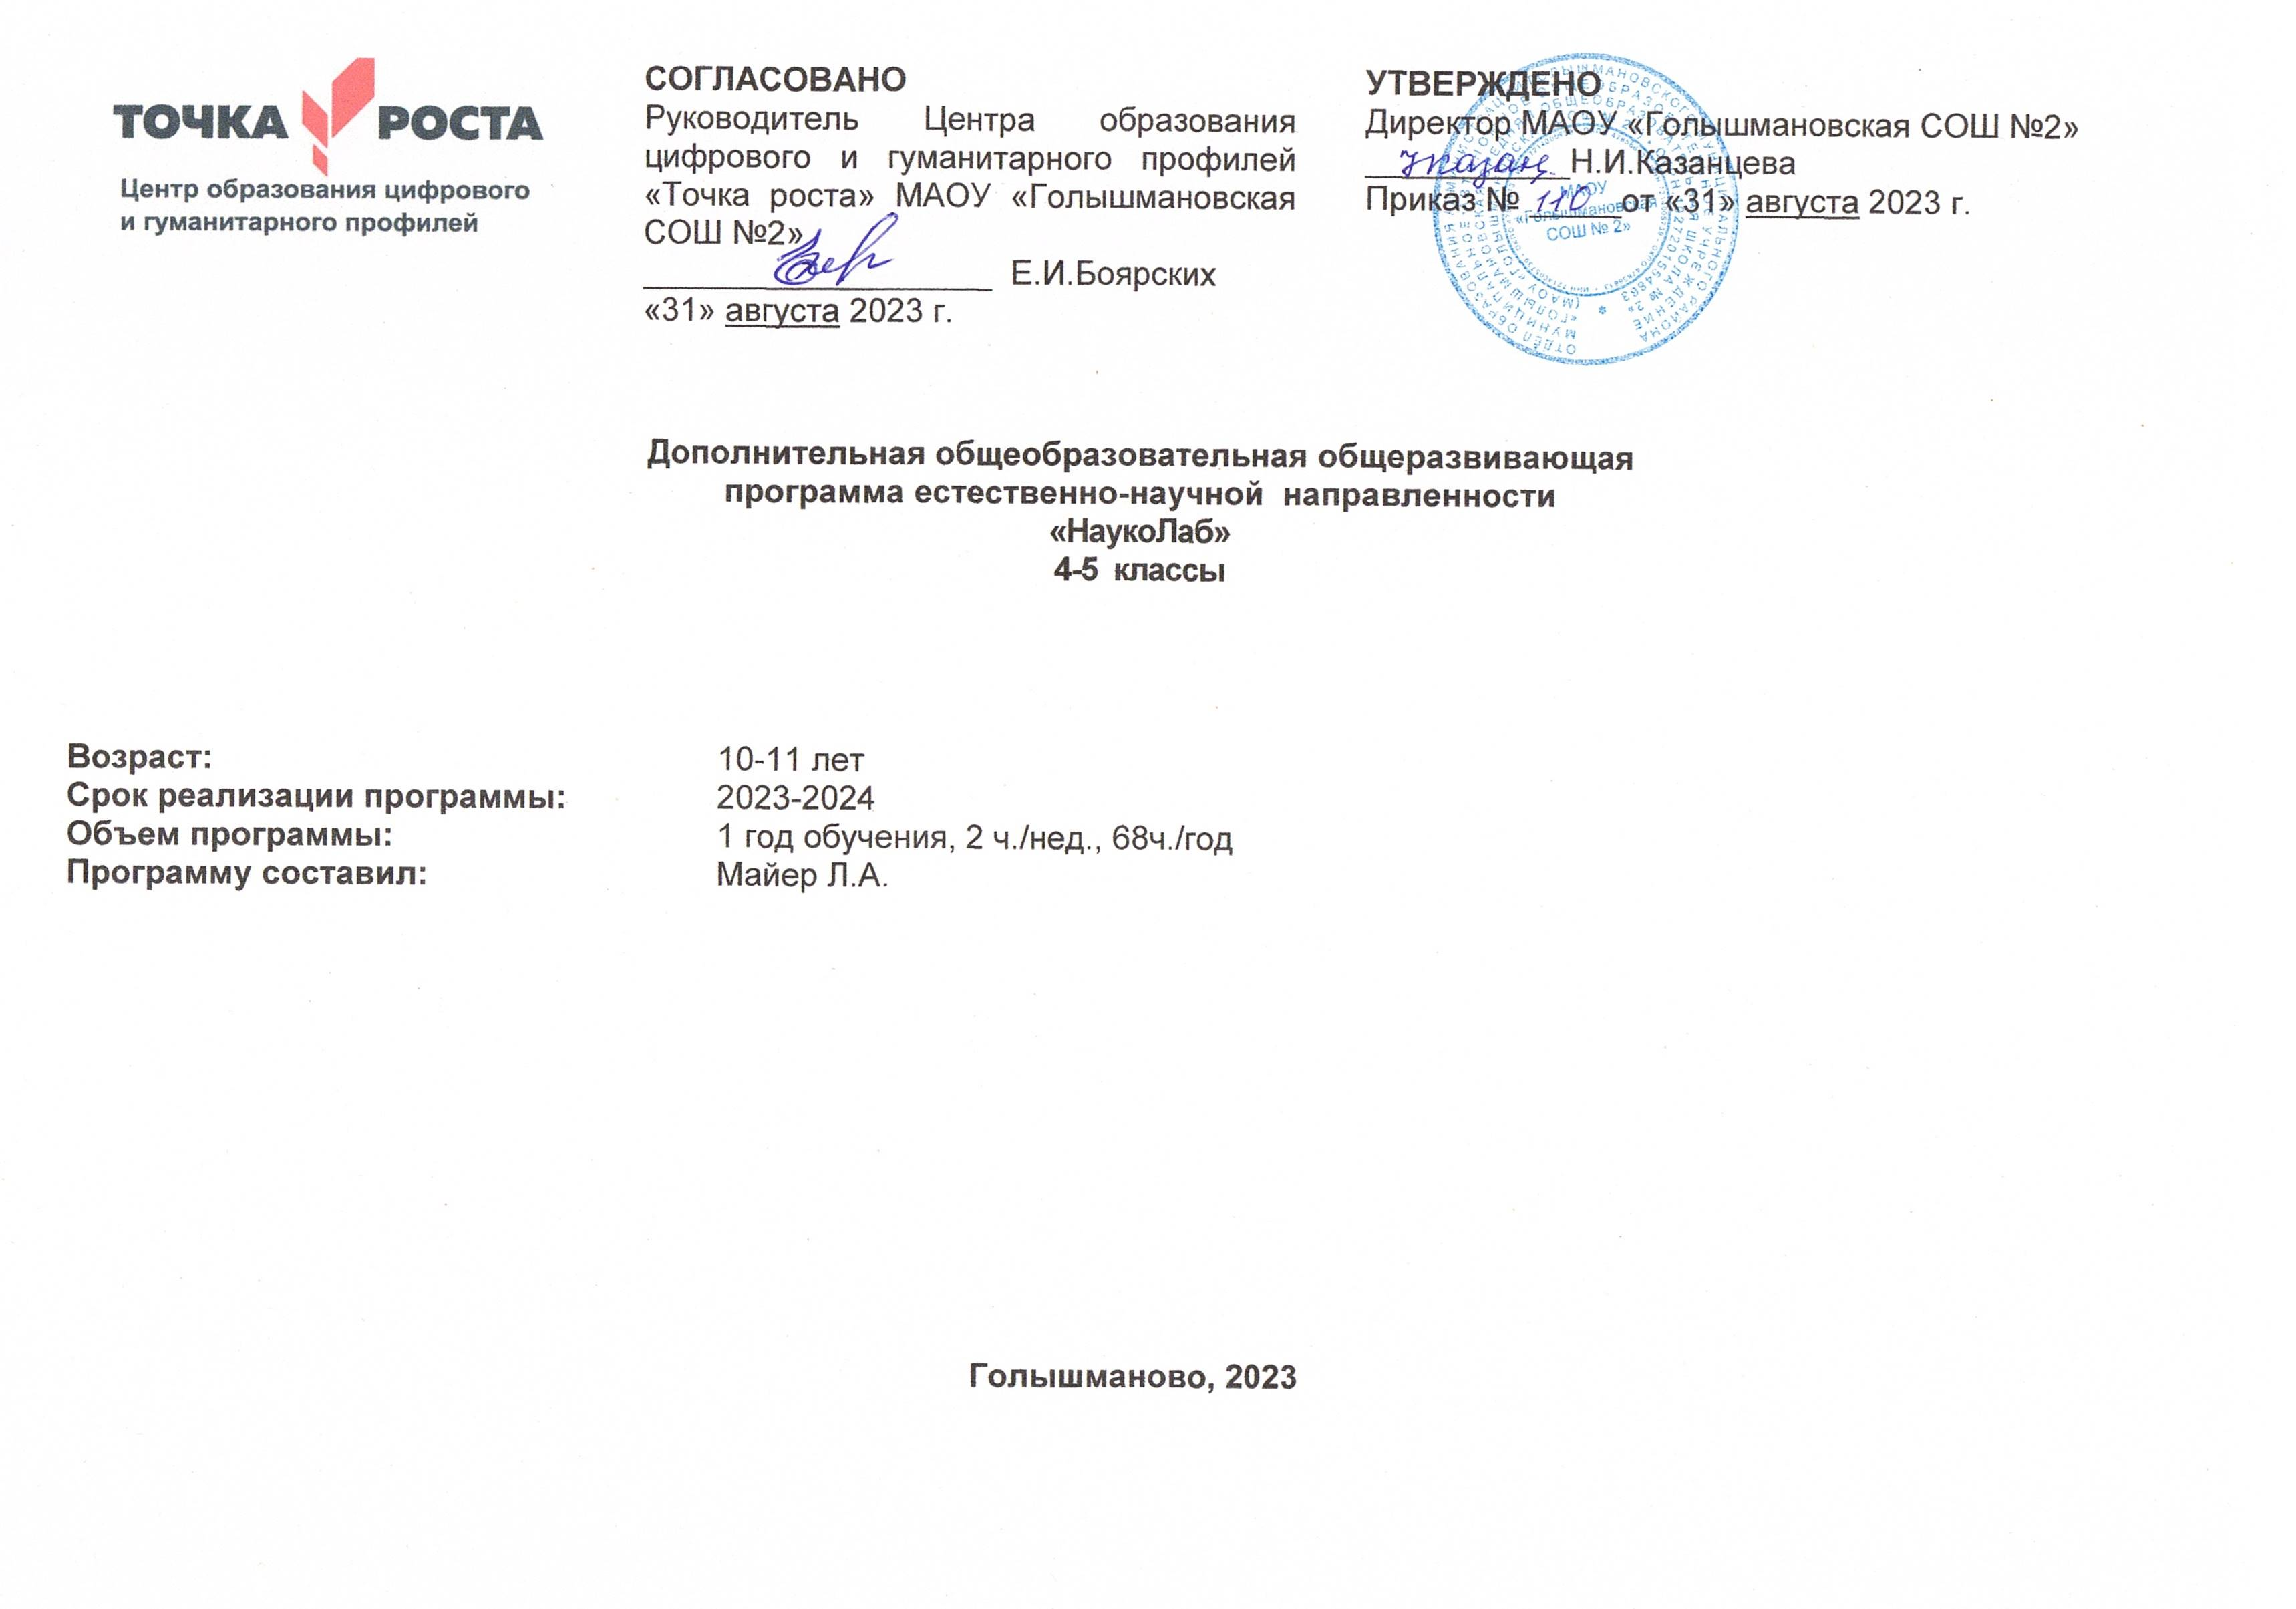 ТОЧКА РОСТА
Центр образования цифрового
и гуманитарного профилей
СОГЛАСОВАНО
Руководитель Центра образования
цифрового и гуманитарного профилей
«Точка роста» МАОУ «Голышмановская
СОШ №2»
Е.И.Боярских
«31» августа 2023 г.
УТВЕРЖДЕНО
Директор МАОУ «Голышмановская СОШ №2»
Н.И.Казанцева
Приказ № 110 от «31» августа 2023 г.
МАОУ
«Голышмановская
СОШ № 2»
Дополнительная общеобразовательная общеразвивающая
программа естественно-научной направленности
«НаукоЛаб»
4-5 классы
Возраст: 10-11 лет
Срок реализации программы: 2023-2024
Объем программы: 1 год обучения, 2 ч./нед., 68ч./год
Программу составил: Майер Л.А.
Голышманово, 2023